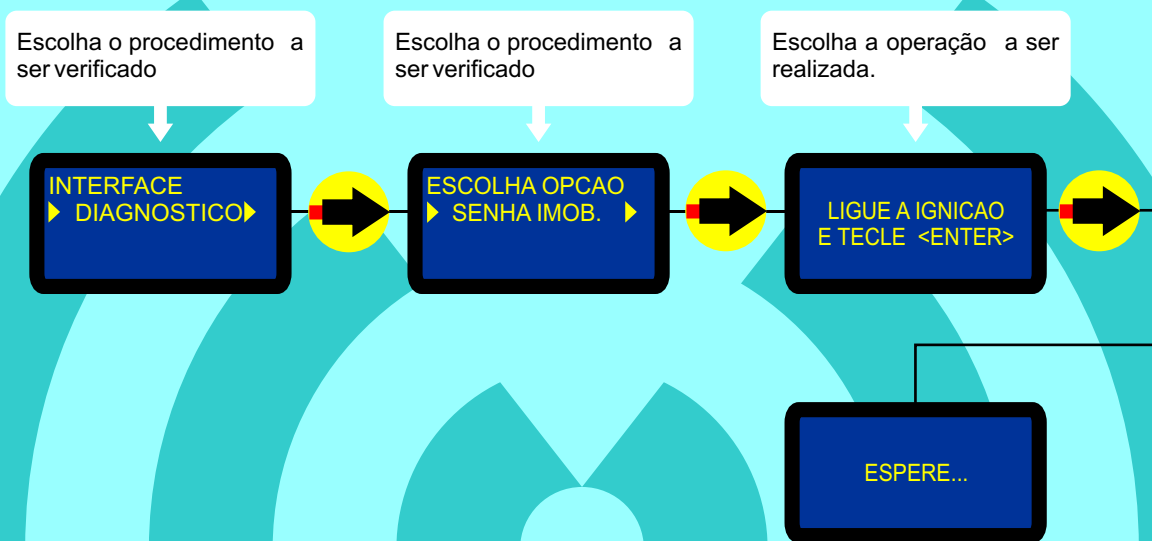 Escolha o procedimento a
ser verificado
Escolha o procedimento a
ser verificado
Escolha a operação a ser
realizada.
INTERFACE
DIAGNOSTICO
ESCOLHA OPCAO
SENHA IMOB.
LIGUE A IGNICAO
E TECLE <ENTER>
ESPERE...